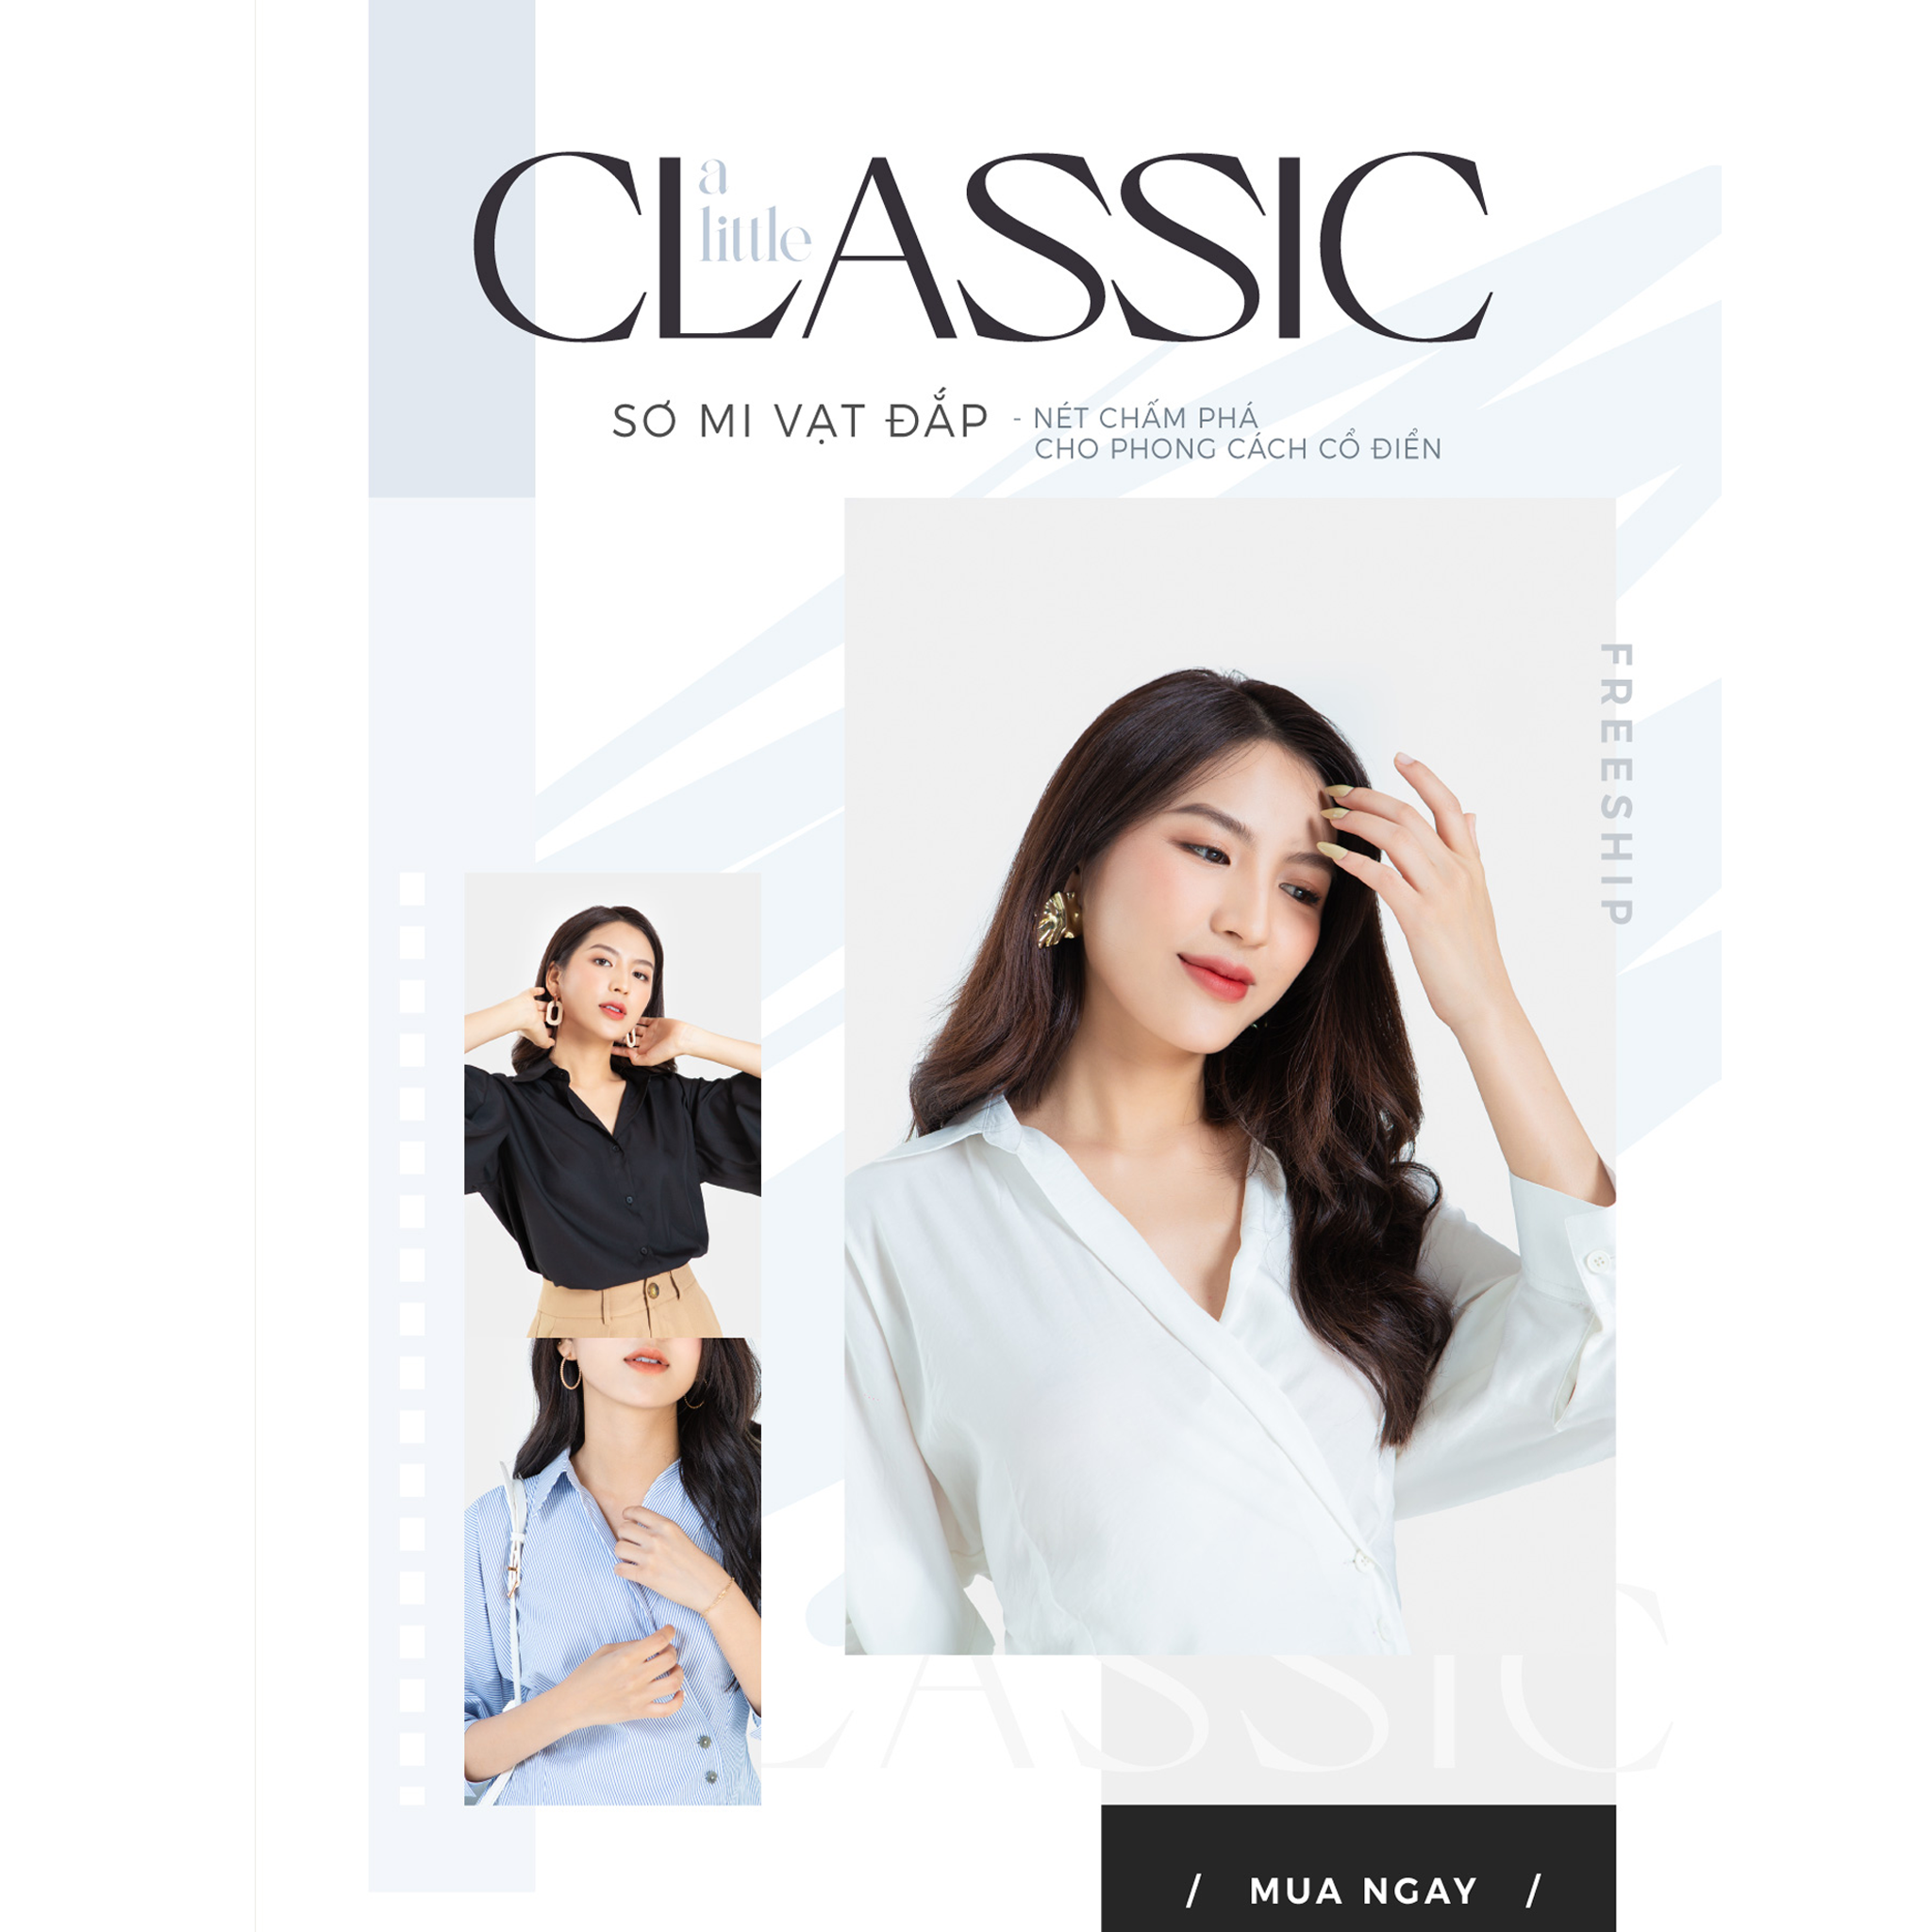 a
little
CLASSIC
SƠ MI VẠT ĐẮP
- NÉT CHẤM PHÁ
CHO PHONG CÁCH CỔ ĐIỂN
FREESHIP
CLASSIC
/ MUA NGAY /